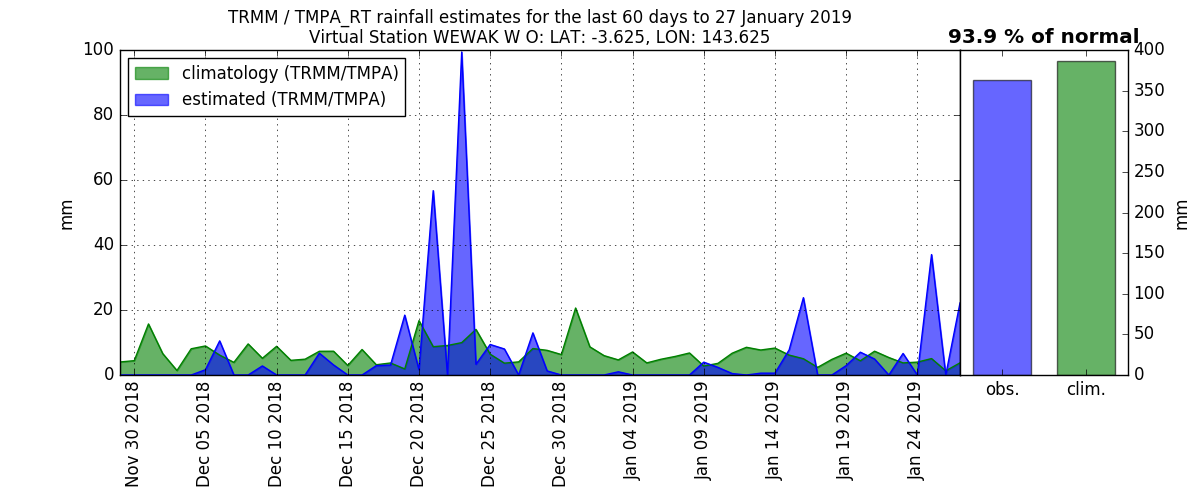 TRMM / TMPA_RT rainfall estimates for the last 60 days to 27 January 2019
Virtual Station WEWAK W O: LAT: -3.625, LON: 143.625
93.9 % of normal
climatology (TRMM/TMPA)
estimated (TRMM/TMPA)
100
80
60
40
20
0
mm
Nov 30 2018
Dec 05 2018
Dec 10 2018
Dec 15 2018
Dec 20 2018
Dec 25 2018
Dec 30 2018
Jan 04 2019
Jan 09 2019
Jan 14 2019
Jan 19 2019
Jan 24 2019
obs.
clim.
400
350
300
250
200
150
100
50
0
mm